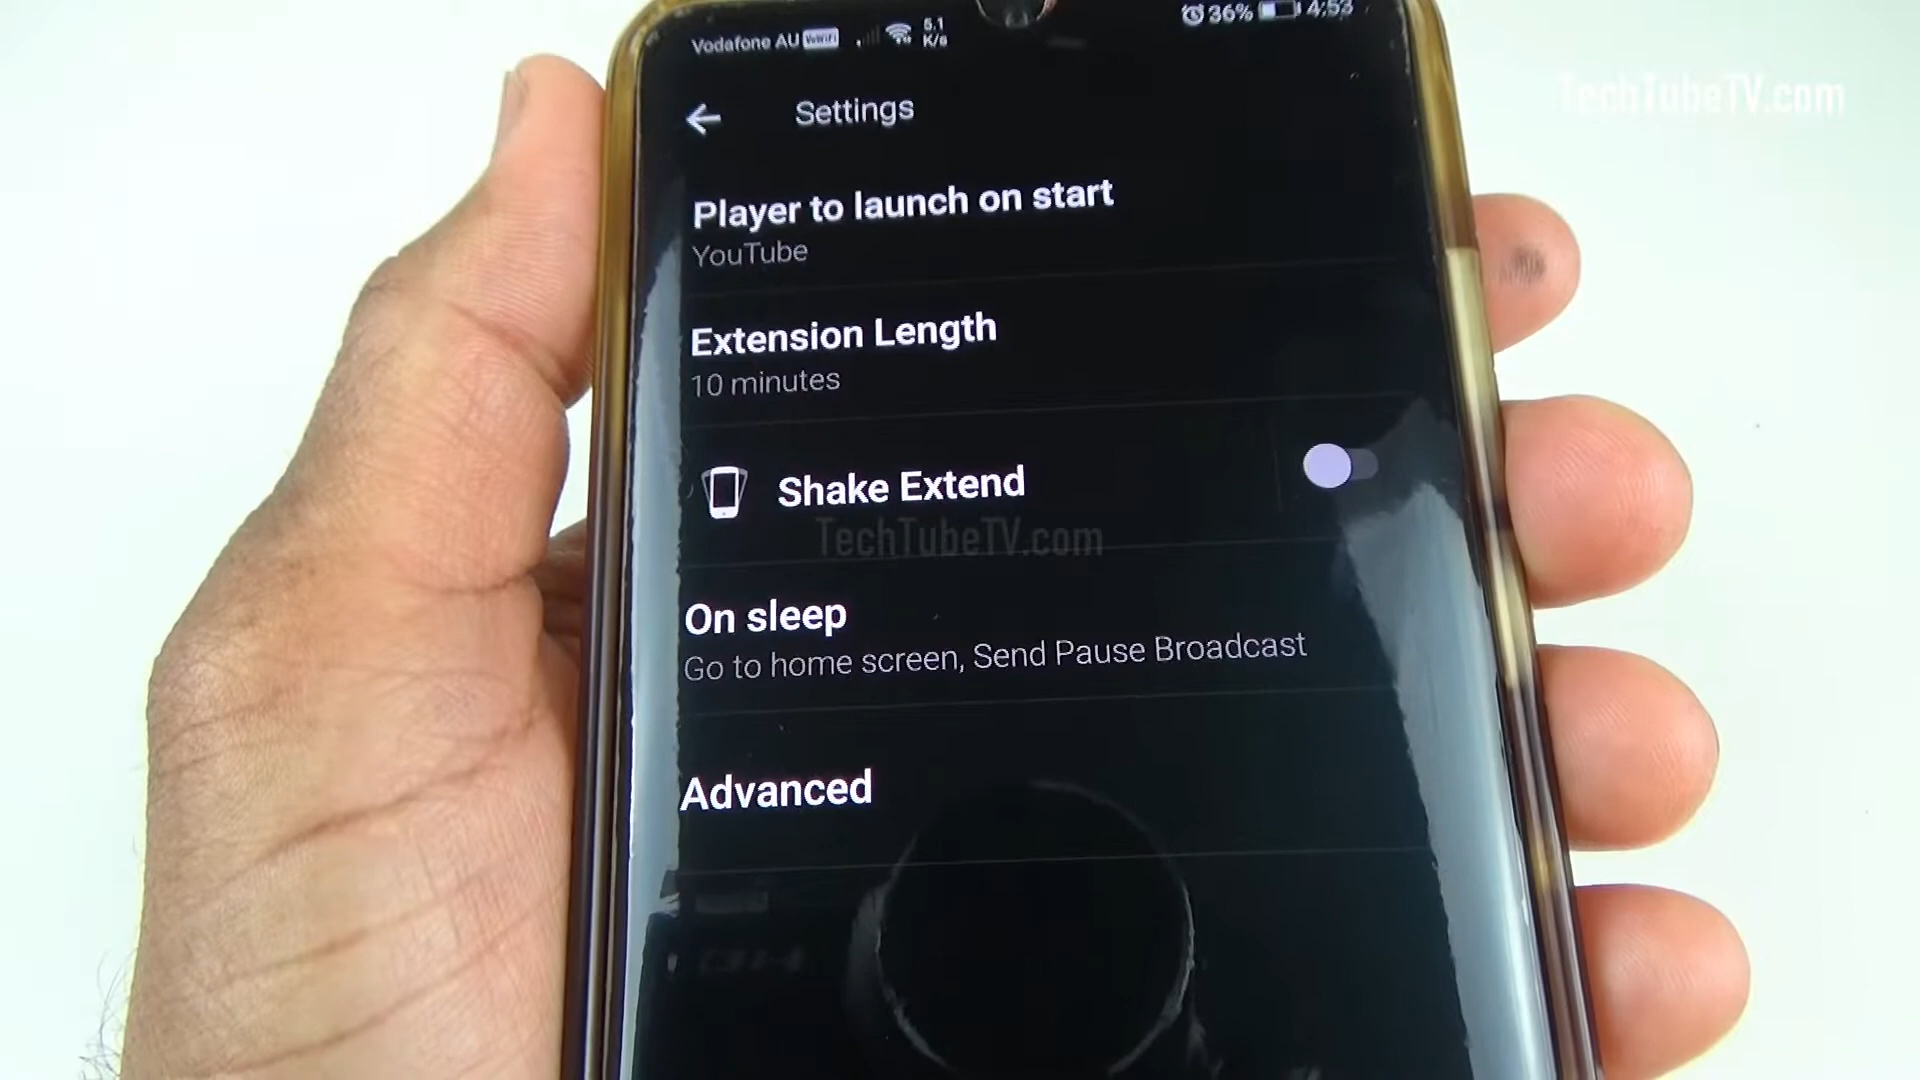 Vodafone AU VoWiFi 5.1 K/s 36% 4:53
TechTubeTV.com
Settings
Player to launch on start
YouTube
Extension Length
10 minutes
Shake Extend
TechTubeTV.com
On sleep
Go to home screen, Send Pause Broadcast
Advanced